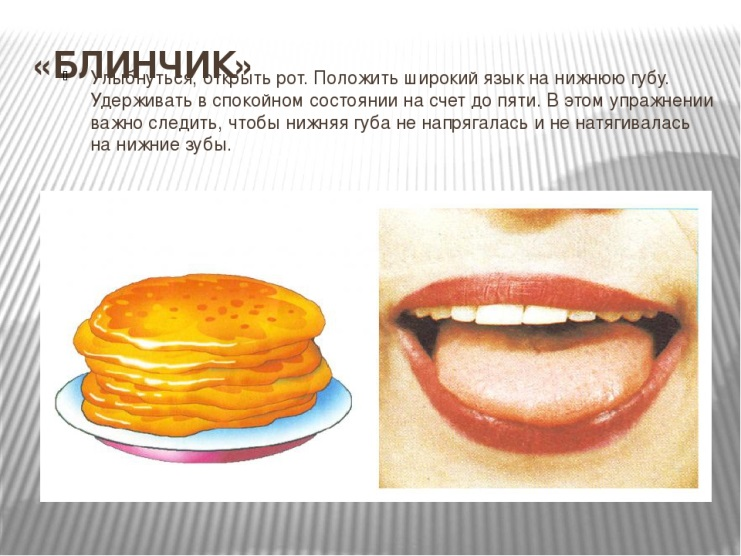 «БЛИНЧИК»
Улыбнуться, открыть рот. Положить широкий язык на нижнюю губу.
Удерживать в спокойном состоянии на счет до пяти. В этом упражнении
важно следить, чтобы нижняя губа не напрягалась и не натягивалась
на нижние зубы.